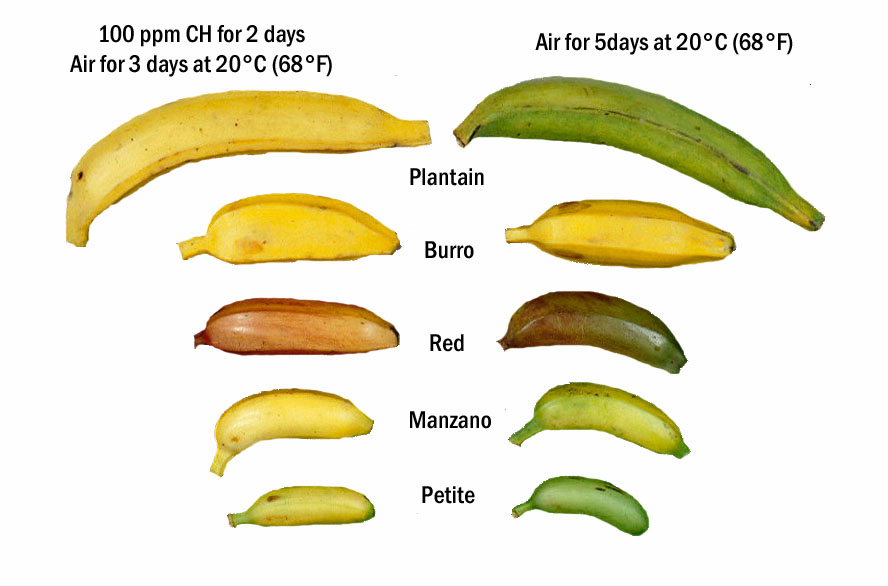 100 ppm CH for 2 days
Air for 3 days at 20°C (68°F)
Air for 5days at 20°C (68°F)
Plantain
Burro
Red
Manzano
Petite